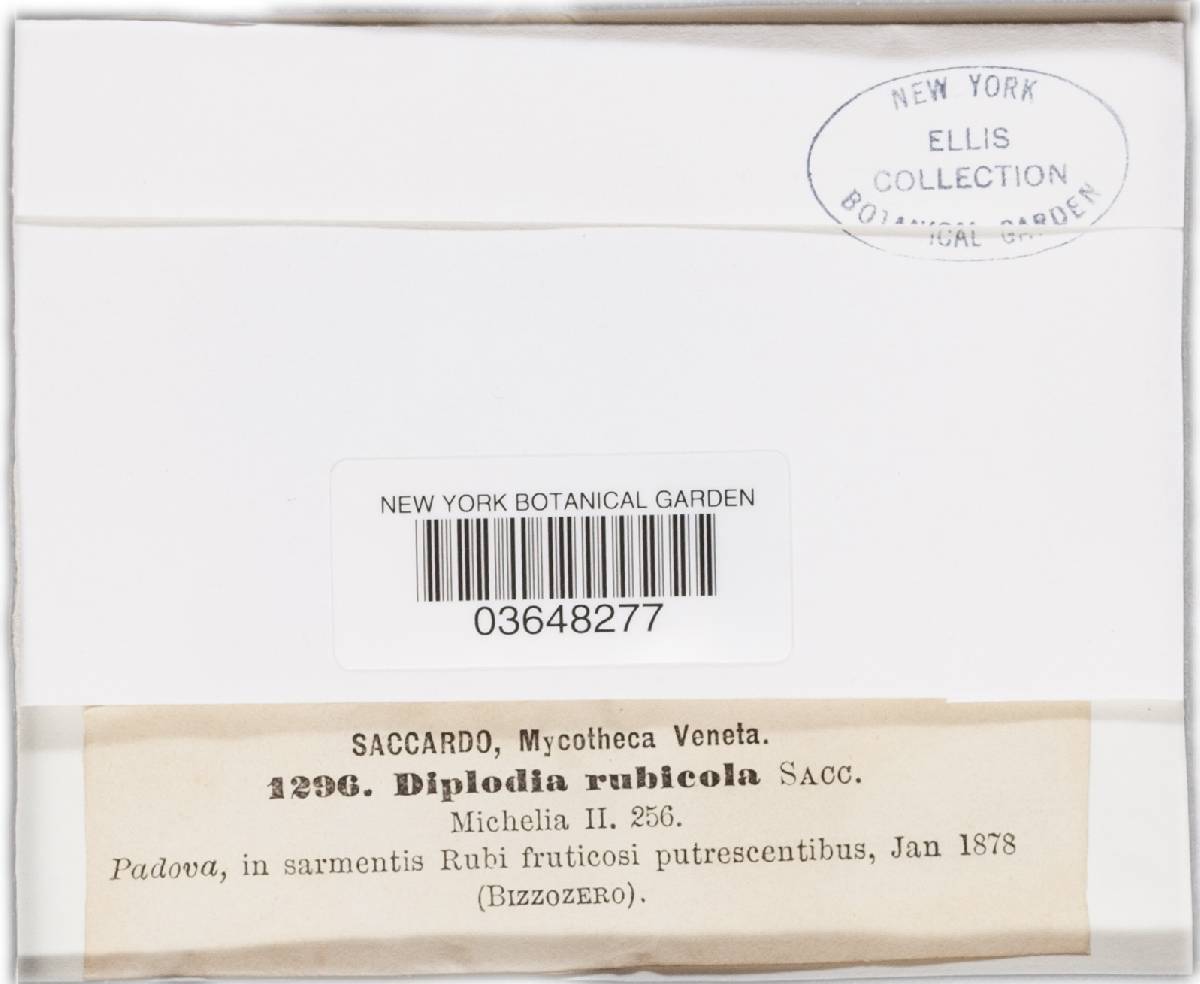 NEW YORK
ELLIS
COLLECTION
BOTANICAL GARDEN
NEW YORK BOTANICAL GARDEN
03648277
SACCARDO, Mycotheca Veneta.
1296. Diplodia rubicola SACC.
Michelia II. 256.
Padova, in sarmentis Rubi fruticosi putrescentibus, Jan 1878
(BIZZOZERO).